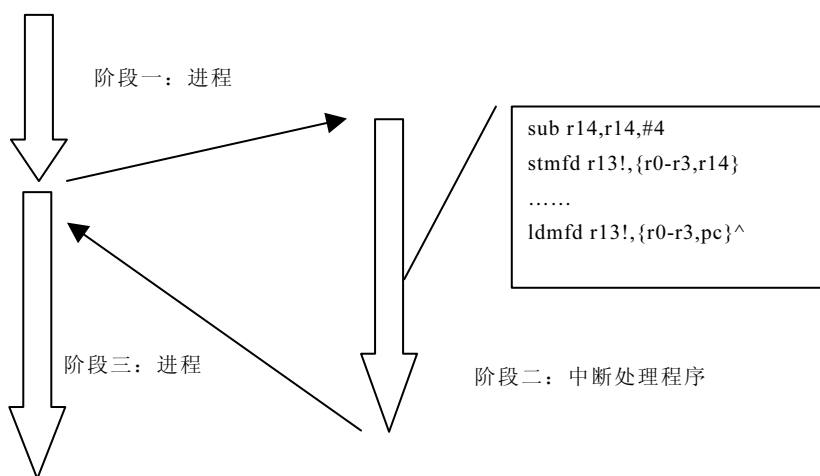 阶段一：进程
sub r14,r14,#4
stmfd r13!,{r0-r3,r14}
……
ldmfd r13!,{r0-r3,pc}^
阶段三：进程
阶段二：中断处理程序